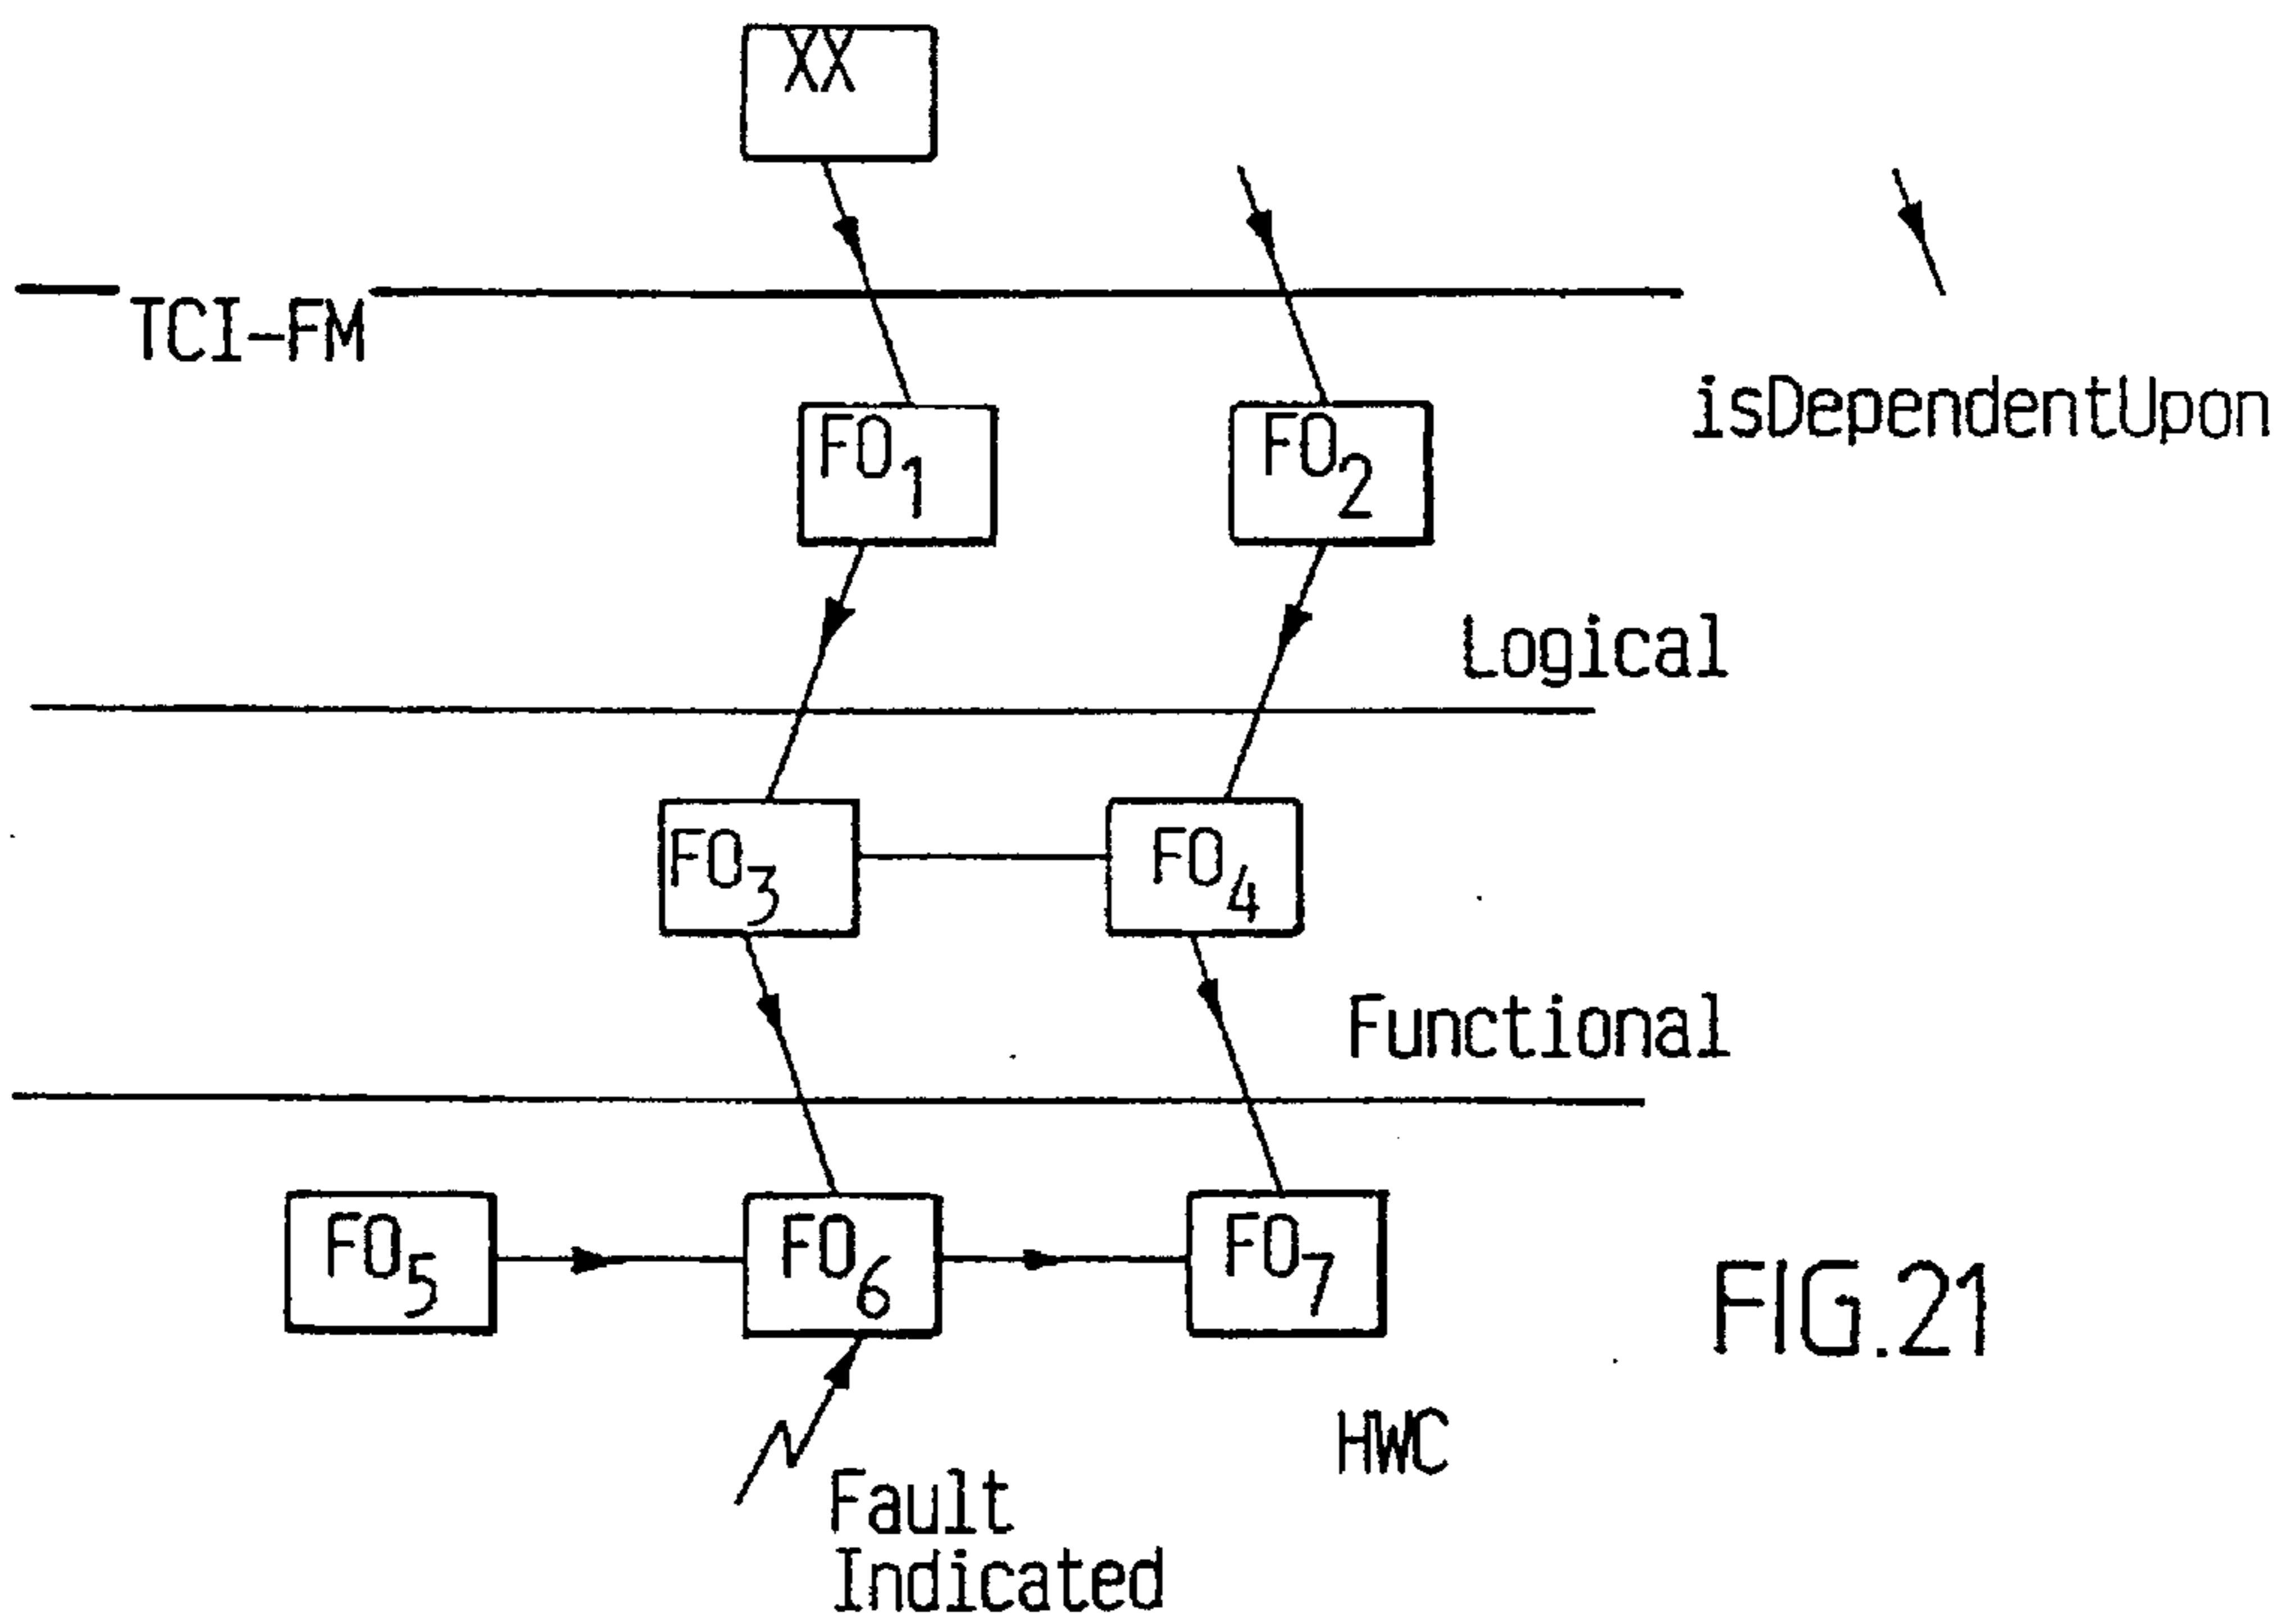 XX
TCI-FM
isDependentUpon
FO1
FO2
Logical
FO3
FO4
Functional
FO5
FO6
FO7
FIG.21
HWC
Fault
Indicated